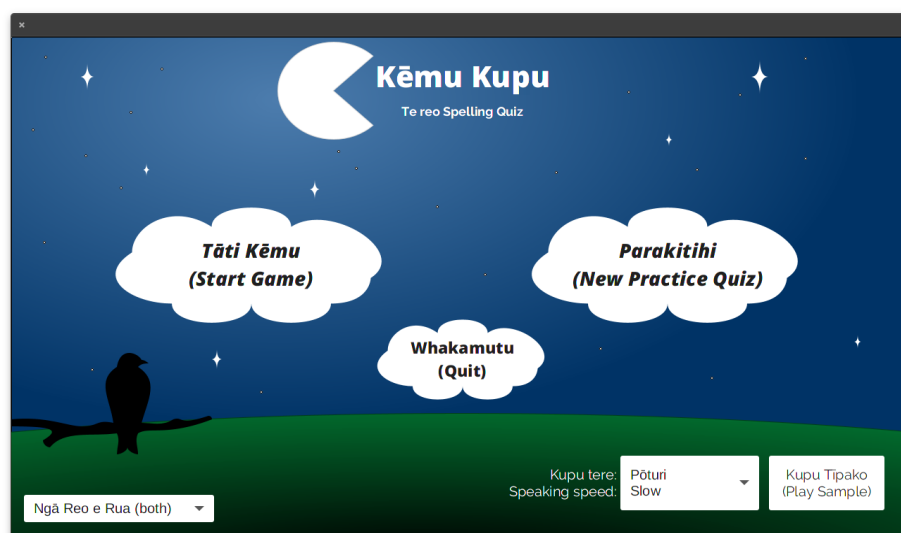 Kēmu Kupu
Te reo Spelling Quiz
Tāti Kēmu
(Start Game)
Parakitihi
(New Practice Quiz)
Whakamutu
(Quit)
Kupu tere:
Speaking speed:
Pōturi
Slow
Kupu Tīpako
(Play Sample)
Ngā Reo e Rua (both)